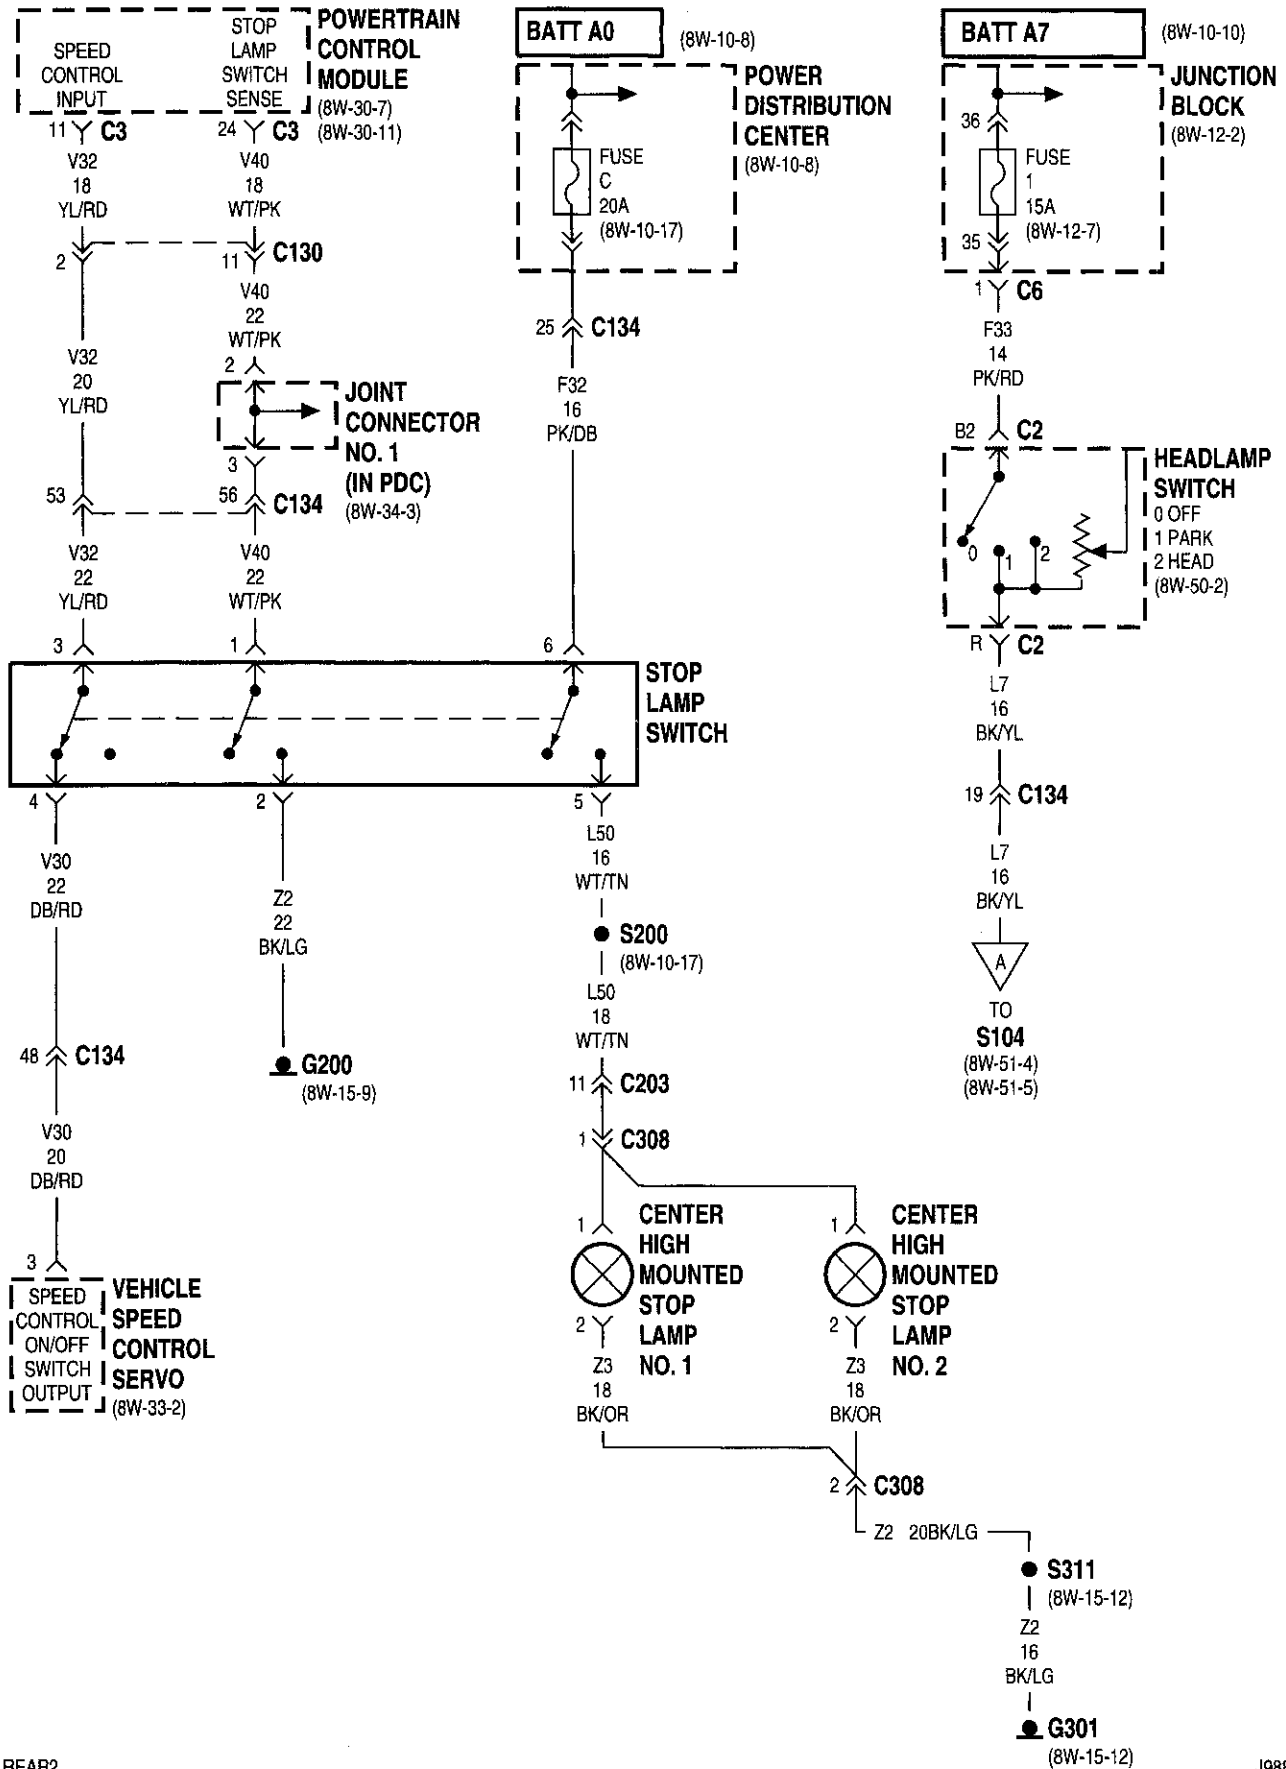 SPEED
CONTROL
INPUT
STOP
LAMP
SWITCH
SENSE
POWERTRAIN
CONTROL
MODULE
(8W-30-7)
(8W-30-11)
11 C3
24 C3
V32
18
YL/RD
V40
18
WT/PK
2
11 C130
V40
22
WT/PK
2
V32
20
YL/RD
JOINT
CONNECTOR
NO. 1
(IN PDC)
(8W-34-3)
3
53
56 C134
V32
22
YL/RD
V40
22
WT/PK
3
1
BATT A0
(8W-10-8)
POWER
DISTRIBUTION
CENTER
(8W-10-8)
FUSE
C
20A
(8W-10-17)
25 C134
F32
16
PK/DB
6
STOP
LAMP
SWITCH
BATT A7
(8W-10-10)
JUNCTION
BLOCK
(8W-12-2)
36
FUSE
1
15A
(8W-12-7)
35
1 C6
F33
14
PK/RD
B2 C2
HEADLAMP
SWITCH
0 OFF
1 PARK
2 HEAD
(8W-50-2)
0
1
2
R C2
L7
16
BK/YL
19 C134
L7
16
BK/YL
A
TO
S104
(8W-51-4)
(8W-51-5)
4
V30
22
DB/RD
48 C134
V30
20
DB/RD
3
SPEED
CONTROL
ON/OFF
SWITCH
OUTPUT
VEHICLE
SPEED
CONTROL
SERVO
(8W-33-2)
2
Z2
22
BK/LG
G200
(8W-15-9)
5
L50
16
WT/TN
S200
(8W-10-17)
L50
18
WT/TN
11 C203
1 C308
1
CENTER
HIGH
MOUNTED
STOP
LAMP
NO. 1
2
Z3
18
BK/OR
1
CENTER
HIGH
MOUNTED
STOP
LAMP
NO. 2
2
Z3
18
BK/OR
2 C308
Z2 20BK/LG
S311
(8W-15-12)
Z2
16
BK/LG
G301
(8W-15-12)